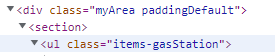 ▼<div class="myArea paddingDefault">
▼<section>
▼<ul class="items-gasStation">